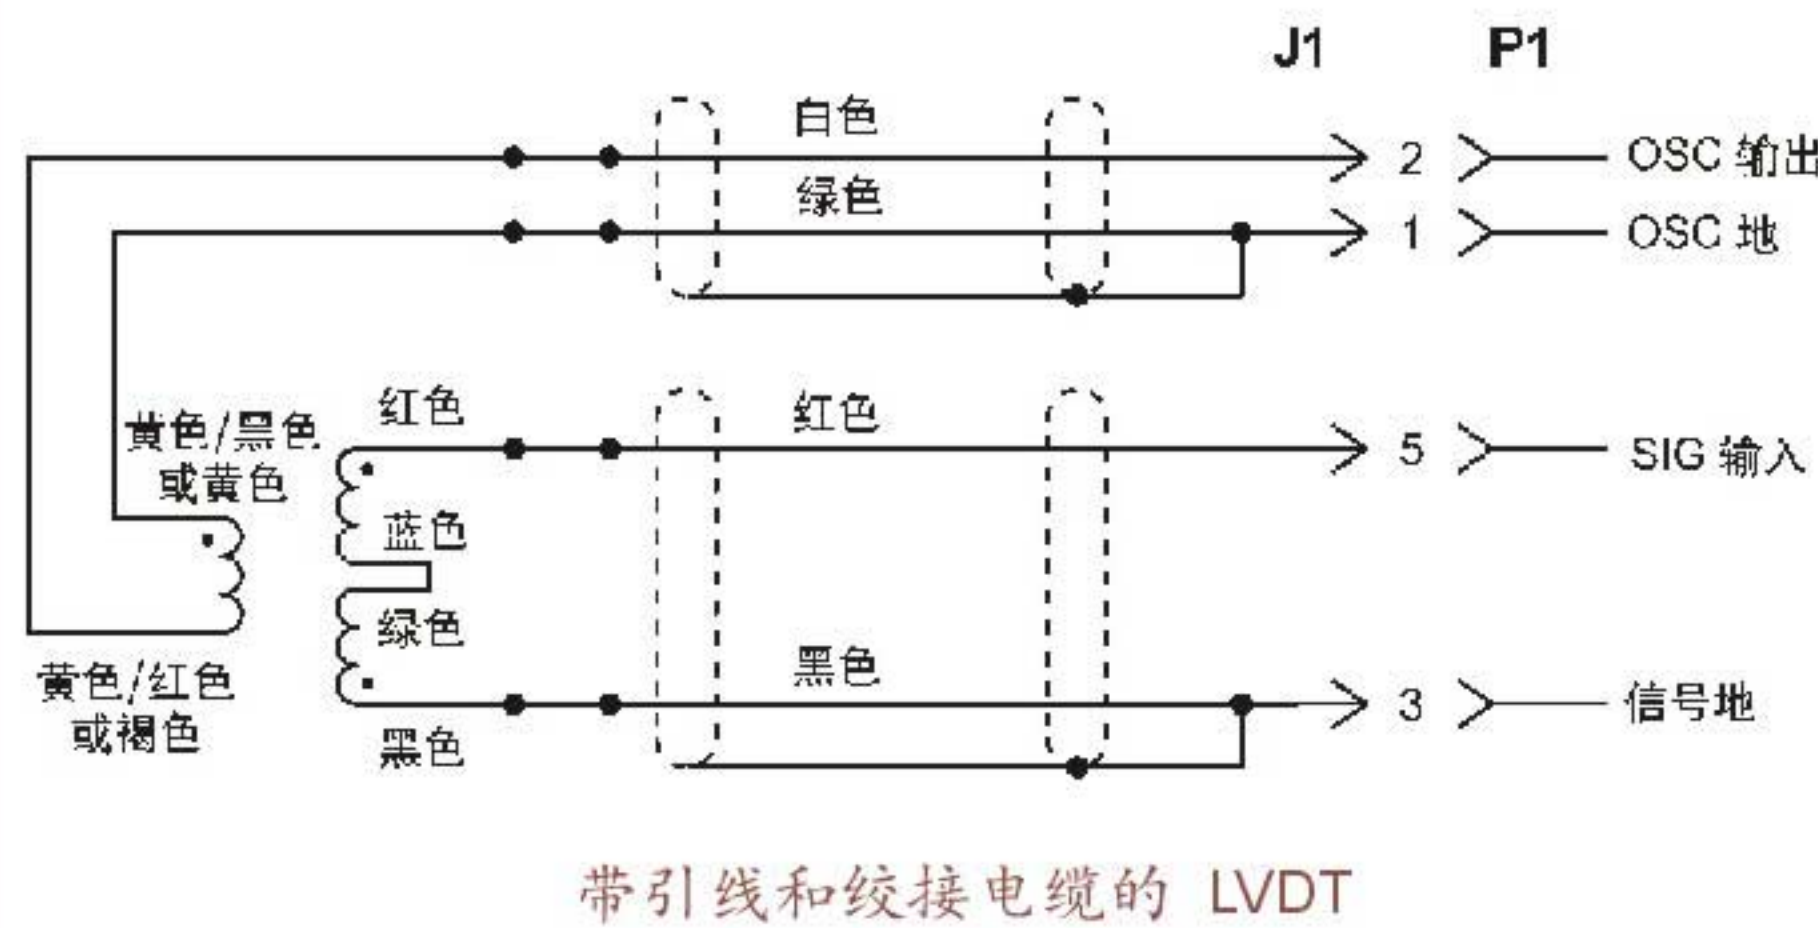 J1 P1
白色
2 OSC 输出
绿色
1 OSC 地
红色 红色
黄色/黑色
或黄色
5 SIG 输入
蓝色
绿色
黄色/红色
或褐色
黑色
3 信号地
黑色
带引线和绞接电缆的 LVDT